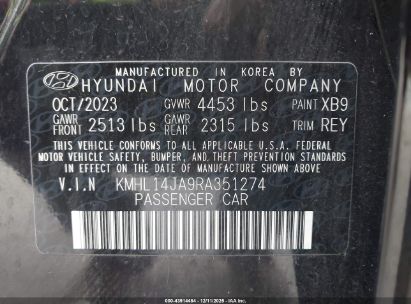 MANUFACTURED IN KOREA BY
HYUNDAI MOTOR COMPANY
OCT/2023 GVWR 4453 lbs PAINT XB9
GAWR FRONT 2513 lbs GAWR REAR 2315 lbs TRIM REY
THIS VEHICLE CONFORMS TO ALL APPLICABLE U.S. FEDERAL
MOTOR VEHICLE SAFETY, BUMPER, AND THEFT PREVENTION
STANDARDS IN EFFECT ON THE DATE OF MANUFACTURE SHOWN ABOVE
V.I.N KMHL14JA9RA351274
PASSENGER CAR